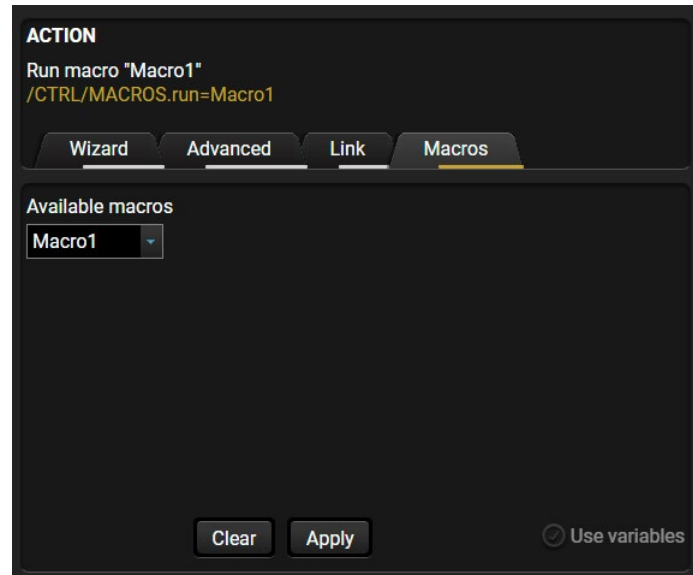 ACTION
Run macro "Macro1"
/CTRL/MACROS.run=Macro1
Wizard Advanced Link Macros
Available macros
Macro1
Clear Apply Use variables